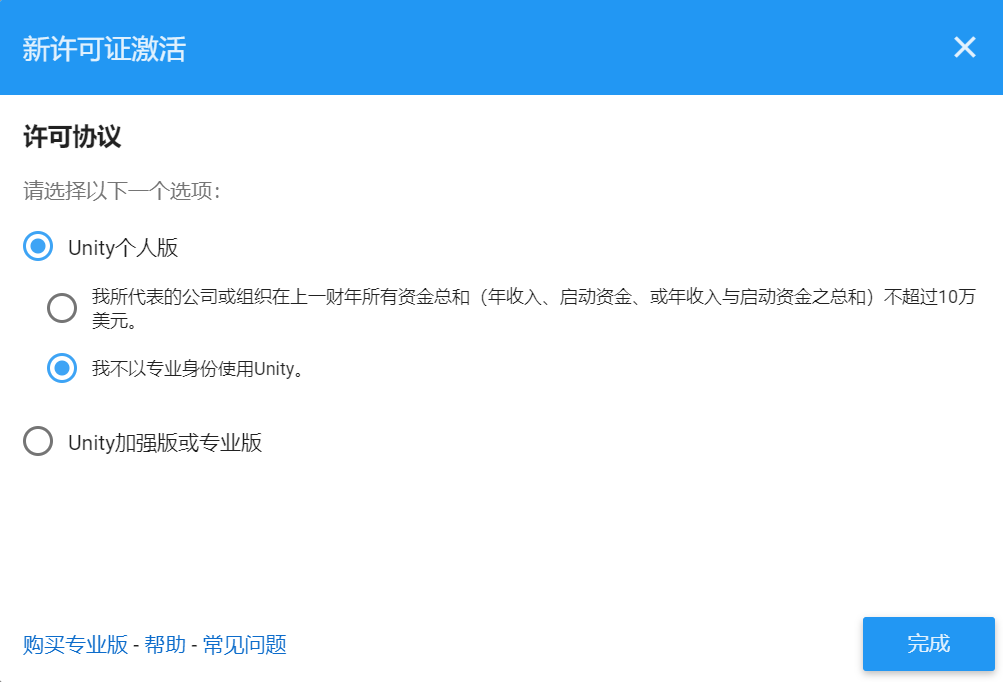 新许可证激活
许可协议
请选择以下一个选项：
Unity个人版
我所代表的公司或组织在上一财年所有资金总和（年收入、启动资金、或年收入与启动资金之总和）不超过10万
美元。
我不以专业身份使用Unity。
Unity加强版或专业版
购买专业版 - 帮助 - 常见问题
完成